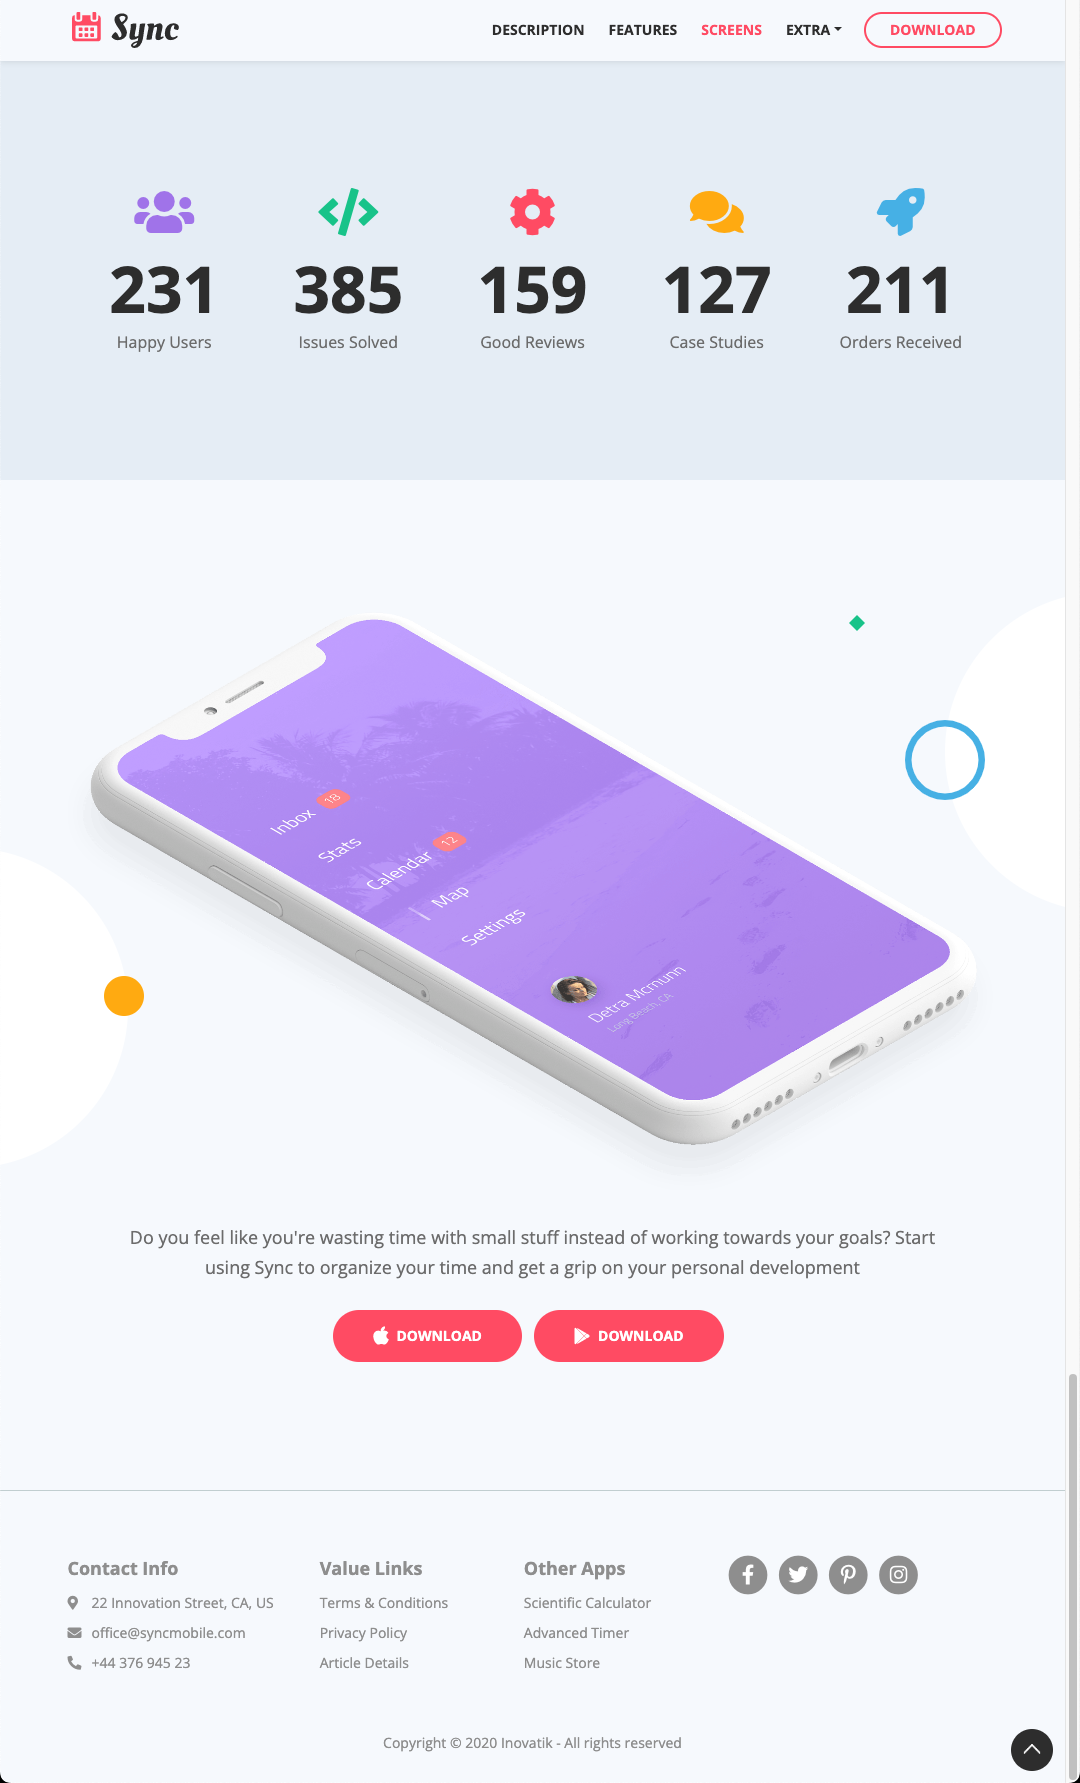 Sync
DESCRIPTION FEATURES SCREENS EXTRA DOWNLOAD
231 385 159 127 211
Happy Users Issues Solved Good Reviews Case Studies Orders Received
Inbox 18
Stats
Calendar 12
Map
Settings
Detra Mcmunn
Long Beach, CA
Do you feel like you're wasting time with small stuff instead of working towards your goals? Start
using Sync to organize your time and get a grip on your personal development
DOWNLOAD DOWNLOAD
Contact Info
22 Innovation Street, CA, US
office@syncmobile.com
+44 376 945 23
Value Links
Terms & Conditions
Privacy Policy
Article Details
Other Apps
Scientific Calculator
Advanced Timer
Music Store
Copyright © 2020 Inovatik - All rights reserved